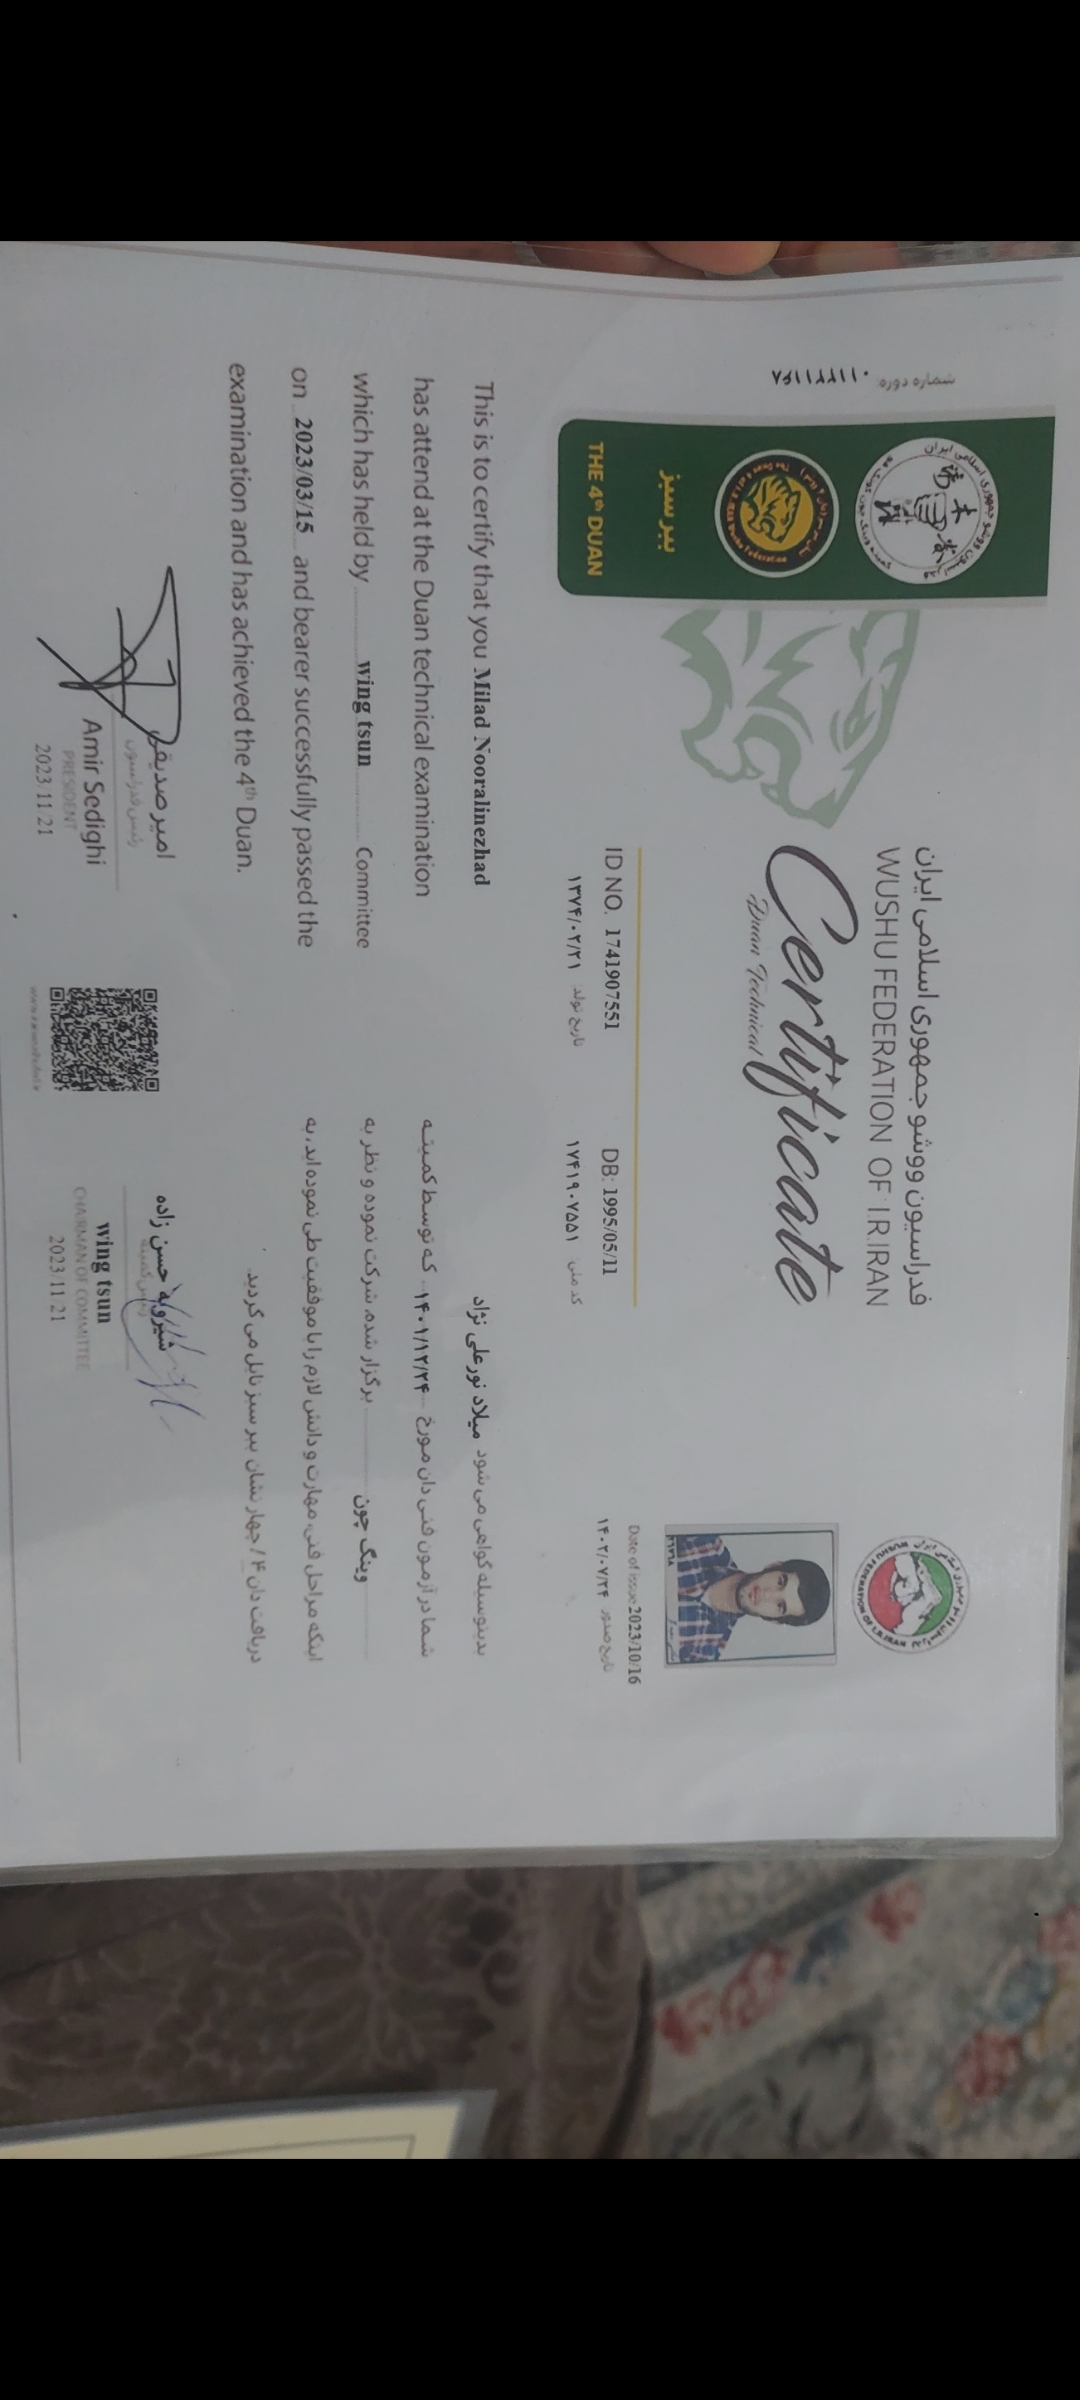 شماره دوره: ۰۱۱۲۲۱۱۶۸
ببر سبز
THE 4th DUAN
فدراسیون ووشو جمهوری اسلامی ایران
WUSHU FEDERATION OF I.R.IRAN
Certificate
Duan Technical
ID NO. 1741907551 DB: 1995/05/11
تاریخ تولد ۱۳۷۴/۰۲/۲۱ کد ملی ۱۷۴۱۹۰۷۵۵۱
Date of issue 2023/10/16
تاریخ صدور ۱۴۰۲/۰۷/۲۴
This is to certify that you Milad Nooralinezhad
has attend at the Duan technical examination
which has held by wing tsun Committee
on 2023/03/15 and bearer successfully passed the
examination and has achieved the 4th Duan.
بدینوسیله گواهی می شود میلاد نورعلی نژاد
شما در آزمون فنی دان مورخ ۱۴۰۱/۱۲/۲۴ که توسط کمیته
وینگ چون برگزار شده، شرکت نموده و نظر به
اینکه مراحل فنی، مهارت و دانش لازم را با موفقیت طی نموده اید، به
دریافت دان ۴ / چهار نشان ببر سبز نایل می گردید.
امیر صدیقی
رئیس فدراسیون
Amir Sedighi
PRESIDENT
2023/11/21
شیرویه حسن زاده
رئیس کمیته
wing tsun
CHAIRMAN OF COMMITTEE
2023/11/21